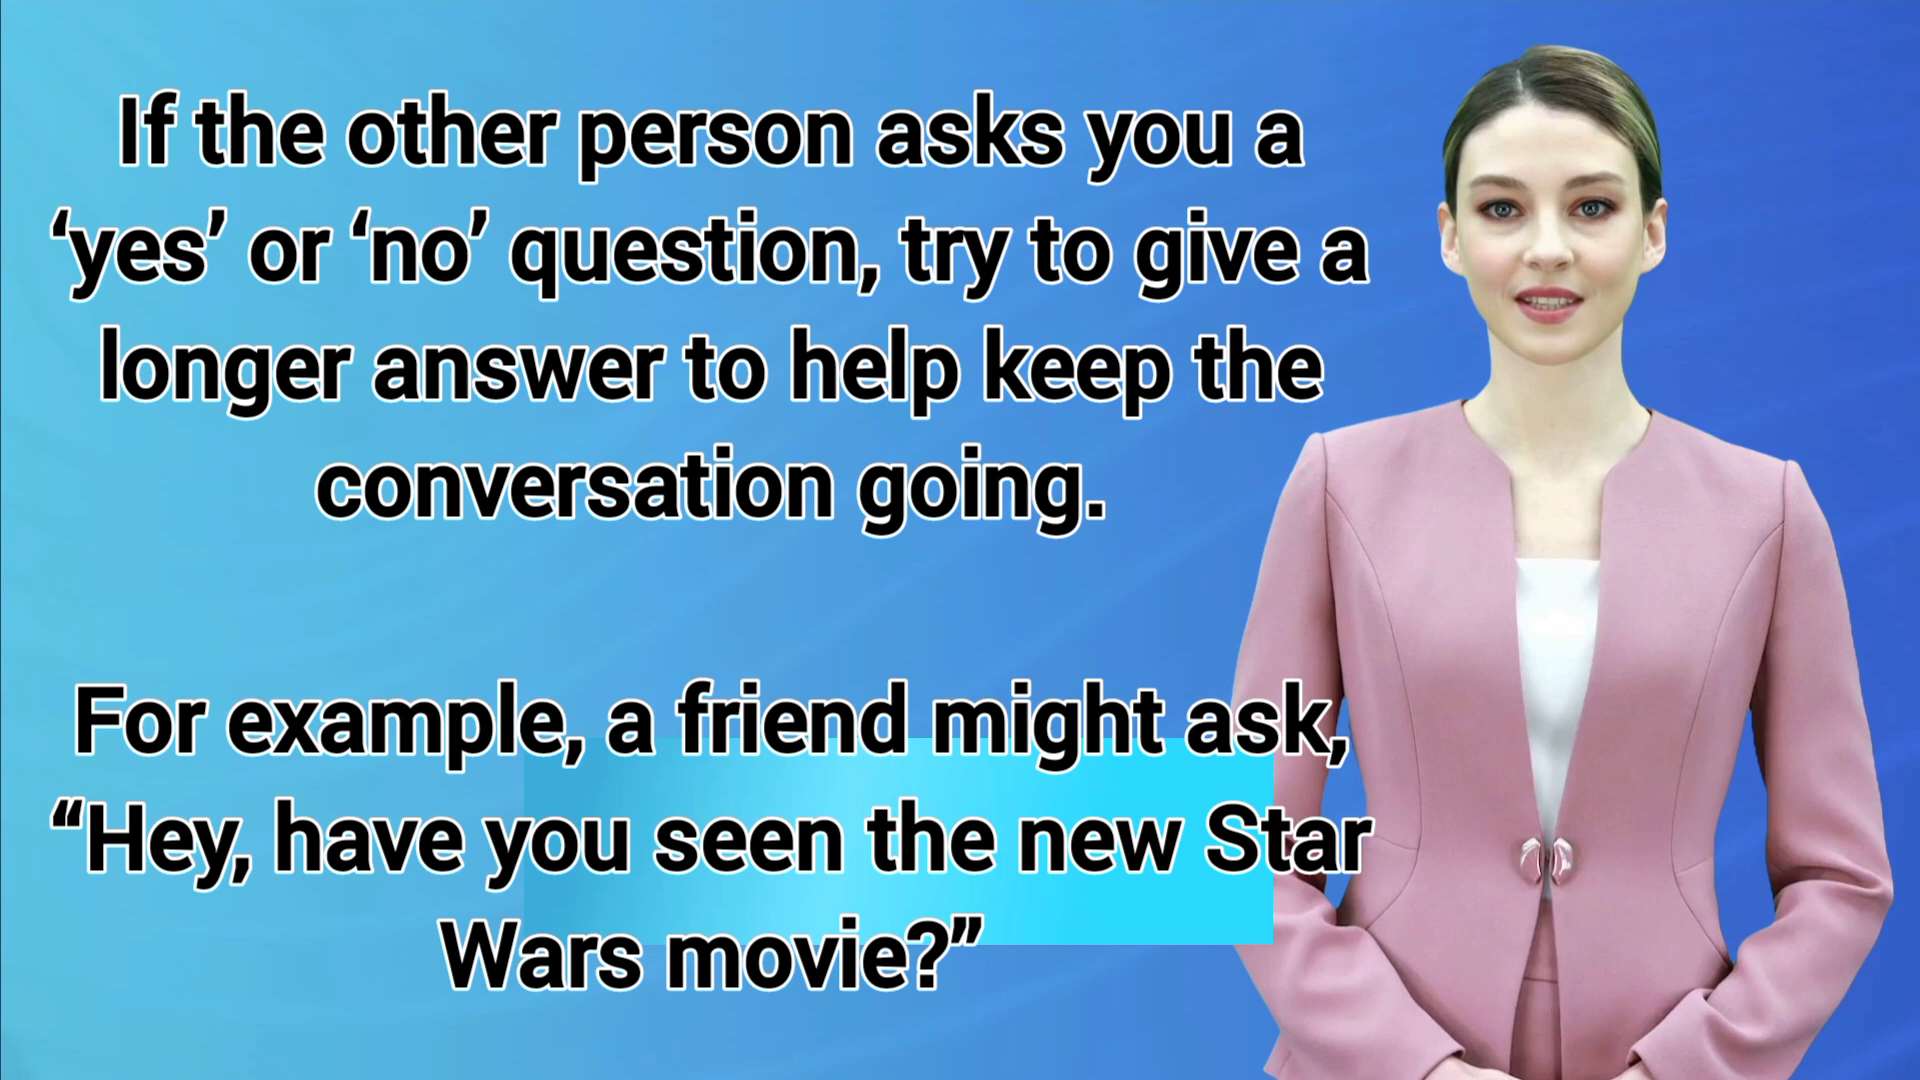 If the other person asks you a
‘yes’ or ‘no’ question, try to give a
longer answer to help keep the
conversation going.
For example, a friend might ask,
“Hey, have you seen the new Star
Wars movie?”